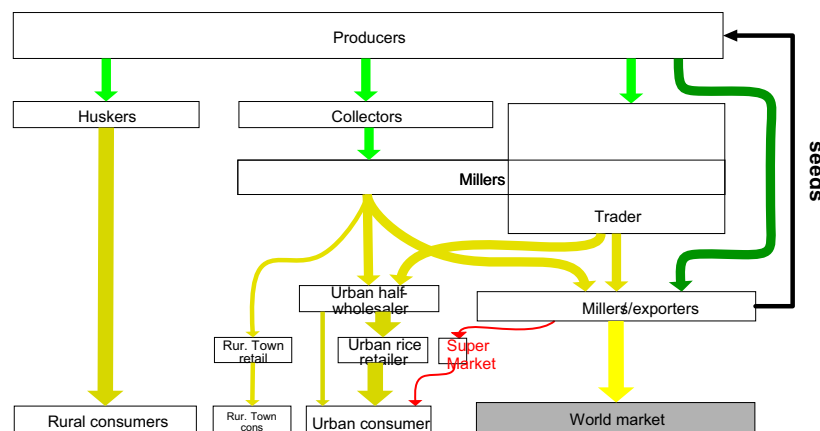 Producers
Huskers
Collectors
seeds
Millers
Trader
Urban half-
wholesaler
Millers/exporters
Rur. Town
retail
Urban rice
retailer
Super
Market
Rural consumers
Rur. Town
cons
Urban consumer
World market